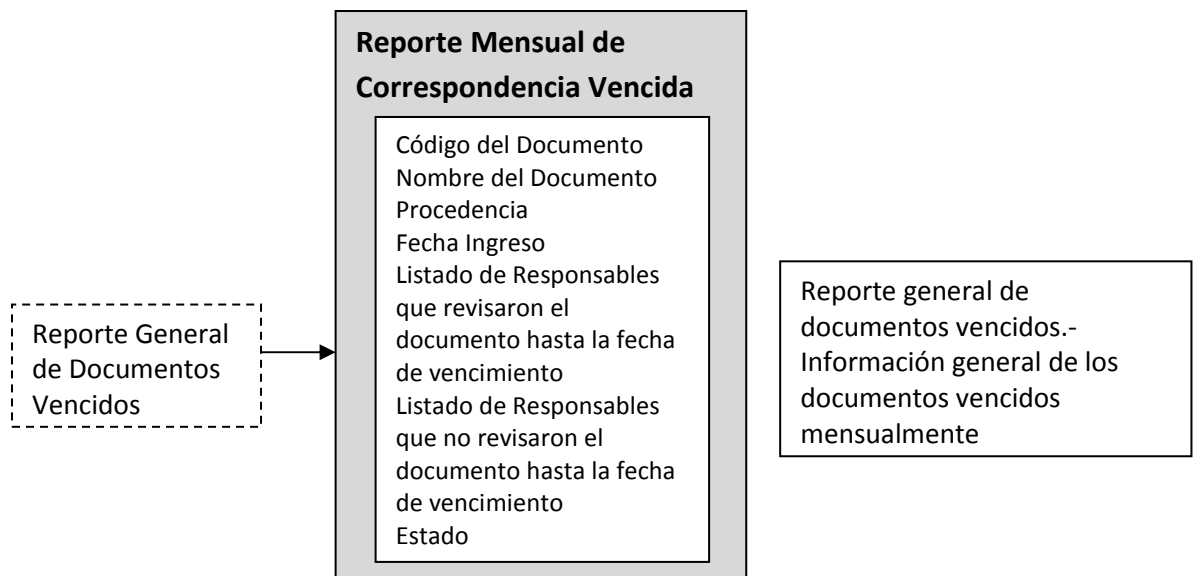 Reporte Mensual de
Correspondencia Vencida
Código del Documento
Nombre del Documento
Procedencia
Fecha Ingreso
Listado de Responsables
que revisaron el
documento hasta la fecha
de vencimiento
Listado de Responsables
que no revisaron el
documento hasta la fecha
de vencimiento
Estado
Reporte General
de Documentos
Vencidos
Reporte general de
documentos vencidos.-
Información general de los
documentos vencidos
mensualmente